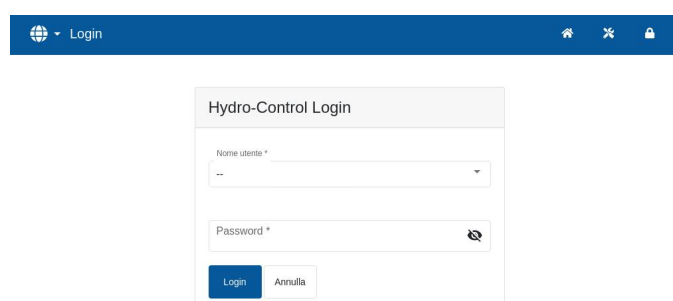 Login
Hydro-Control Login
Nome utente *
--
Password *
Login Annulla